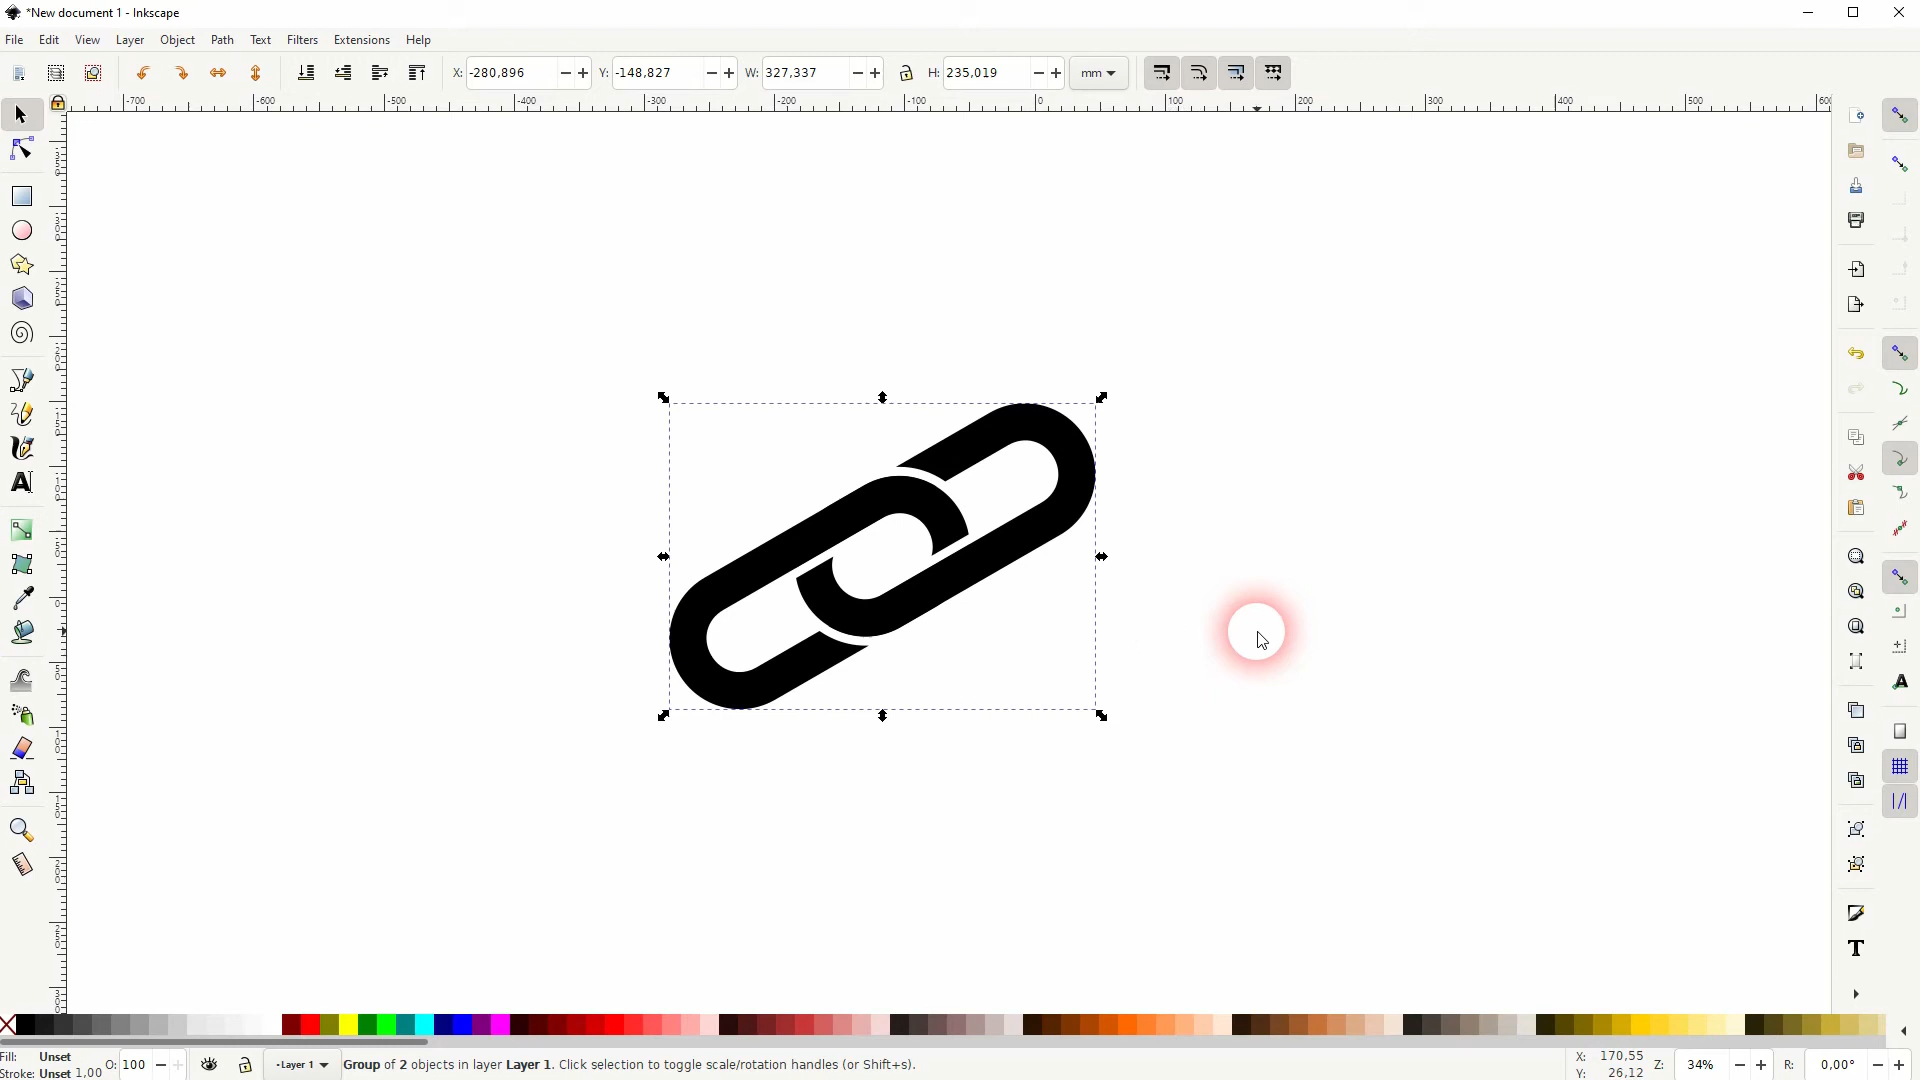 *New document 1 - Inkscape
File Edit View Layer Object Path Text Filters Extensions Help
X: -280,896 Y: -148,827 W: 327,337 H: 235,019 mm
-700 -600 -500 -400 -300 -200 -100 0 100 200 300 400 500 600
Fill: Unset O: 100 -Layer 1 Group of 2 objects in layer Layer 1. Click selection to toggle scale/rotation handles (or Shift+s). X: 170,55 Z: 34% R: 0,00°
Stroke: Unset 1,00 Y: 26,12